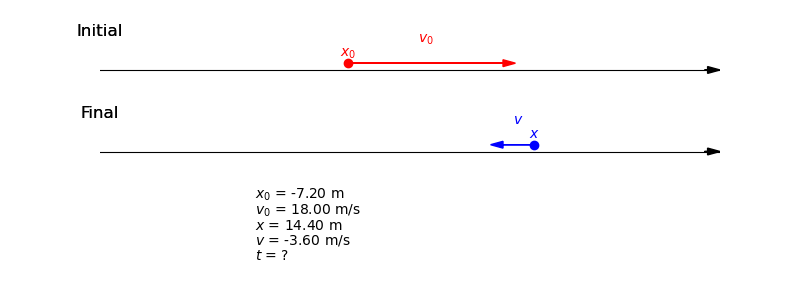 Initial
v₀
x₀
Final
v
x
x₀ = -7.20 m
v₀ = 18.00 m/s
x = 14.40 m
v = -3.60 m/s
t = ?